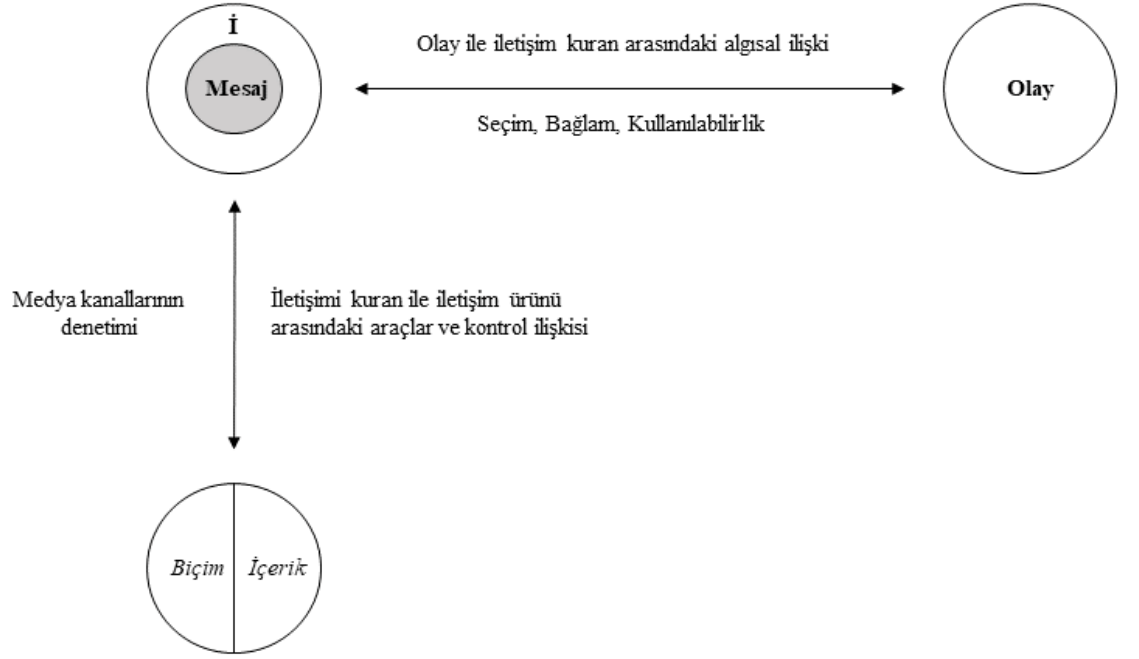 İ
Mesaj
Olay ile iletişim kuran arasındaki algısal ilişki
Seçim, Bağlam, Kullanılabilirlik
Olay
Medya kanallarının
denetimi
İletişimi kuran ile iletişim ürünü
arasındaki araçlar ve kontrol ilişkisi
Biçim
İçerik